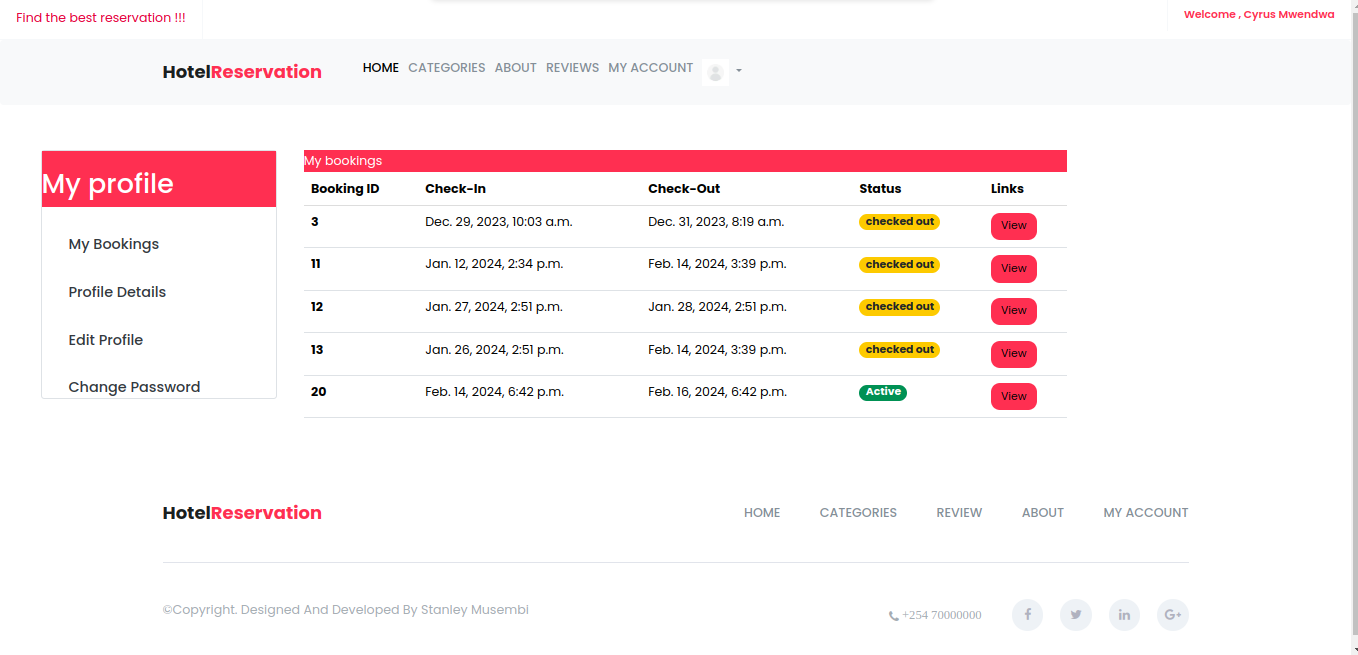 Find the best reservation !!!
Welcome , Cyrus Mwendwa
HotelReservation
HOME CATEGORIES ABOUT REVIEWS MY ACCOUNT
My profile
My Bookings
Profile Details
Edit Profile
Change Password
My bookings
Booking ID Check-In Check-Out Status Links
3 Dec. 29, 2023, 10:03 a.m. Dec. 31, 2023, 8:19 a.m. checked out View
11 Jan. 12, 2024, 2:34 p.m. Feb. 14, 2024, 3:39 p.m. checked out View
12 Jan. 27, 2024, 2:51 p.m. Jan. 28, 2024, 2:51 p.m. checked out View
13 Jan. 26, 2024, 2:51 p.m. Feb. 14, 2024, 3:39 p.m. checked out View
20 Feb. 14, 2024, 6:42 p.m. Feb. 16, 2024, 6:42 p.m. Active View
HotelReservation
HOME CATEGORIES REVIEW ABOUT MY ACCOUNT
©Copyright. Designed And Developed By Stanley Musembi
+254 70000000